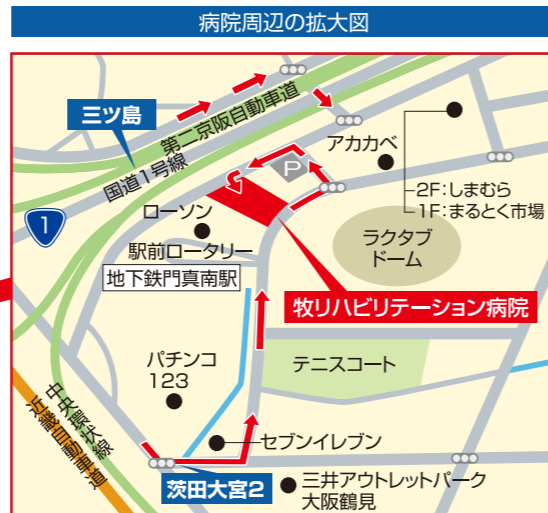 病院周辺の拡大図
三ツ島
第二京阪自動車道
国道1号線
1
アカカベ
P
2F:しまむら
1F:まるとく市場
ローソン
ラクタブ
ドーム
駅前ロータリー
地下鉄門真南駅
牧リハビリテーション病院
パチンコ
123
テニスコート
中央環状線
近畿自動車道
セブンイレブン
茨田大宮2
三井アウトレットパーク
大阪鶴見